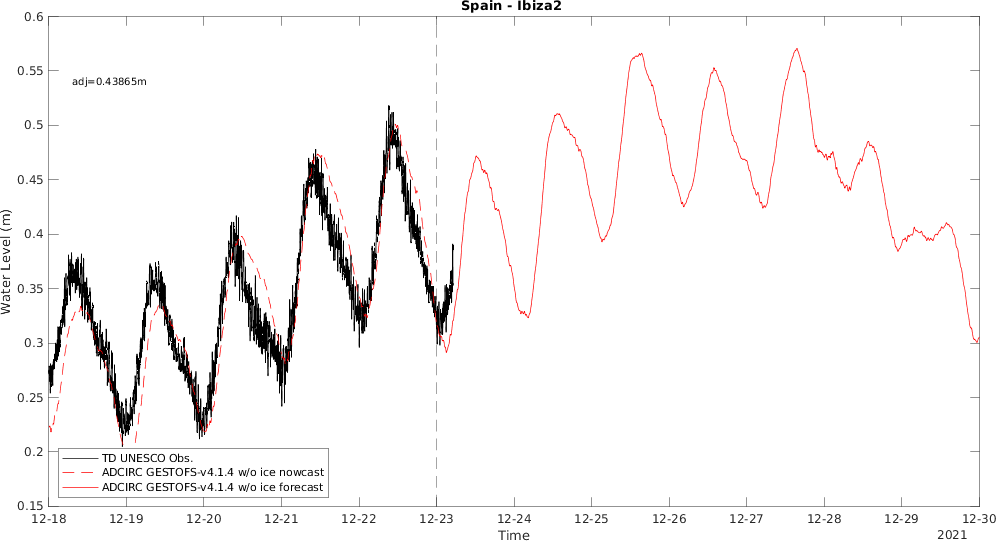 Spain - Ibiza2
0.6
0.55
0.5
0.45
0.4
0.35
0.3
0.25
0.2
0.15
Water Level (m)
adj=0.43865m
TD UNESCO Obs.
ADCIRC GESTOFS-v4.1.4 w/o ice nowcast
ADCIRC GESTOFS-v4.1.4 w/o ice forecast
12-18 12-19 12-20 12-21 12-22 12-23 12-24 12-25 12-26 12-27 12-28 12-29 12-30
Time
2021